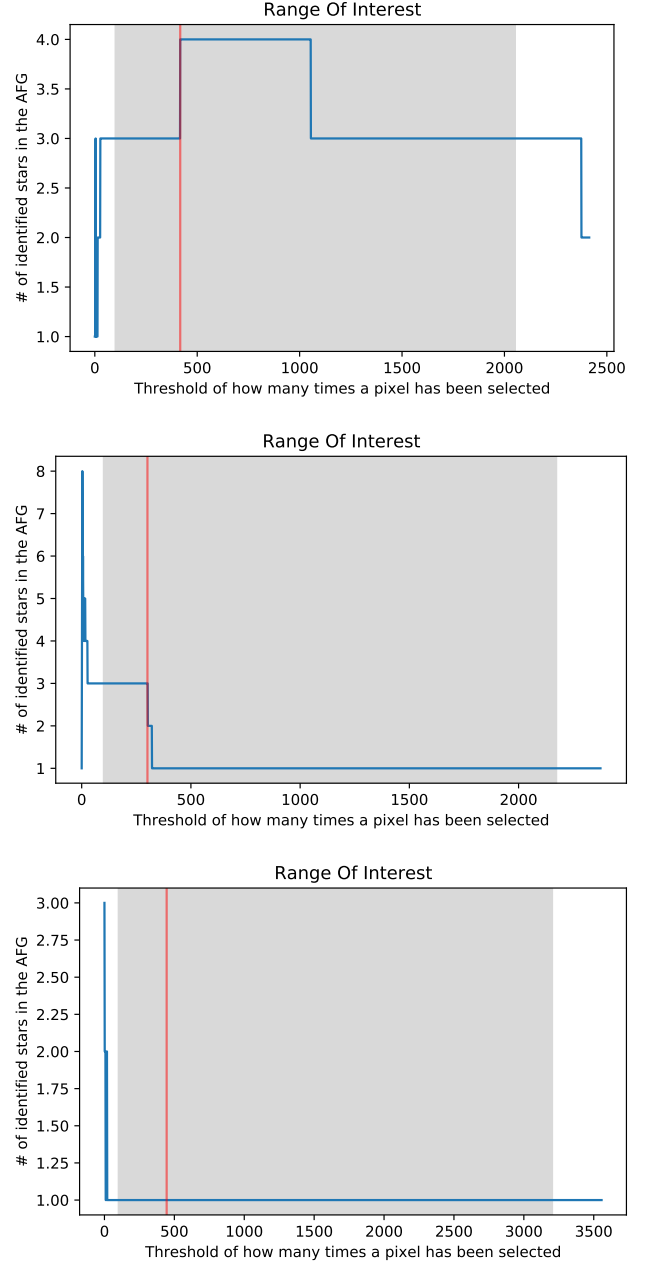 Range Of Interest
# of identified stars in the AFG
4.0
3.5
3.0
2.5
2.0
1.5
1.0
0 500 1000 1500 2000 2500
Threshold of how many times a pixel has been selected
Range Of Interest
# of identified stars in the AFG
8
7
6
5
4
3
2
1
0 500 1000 1500 2000
Threshold of how many times a pixel has been selected
Range Of Interest
# of identified stars in the AFG
3.00
2.75
2.50
2.25
2.00
1.75
1.50
1.25
1.00
0 500 1000 1500 2000 2500 3000 3500
Threshold of how many times a pixel has been selected